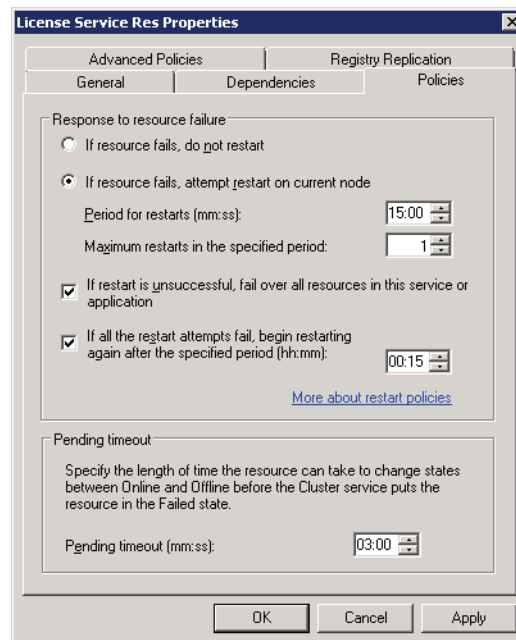 License Service Res Properties
Advanced Policies
Registry Replication
General
Dependencies
Policies
Response to resource failure
If resource fails, do not restart
If resource fails, attempt restart on current node
Period for restarts (mm:ss):
15:00
Maximum restarts in the specified period:
1
If restart is unsuccessful, fail over all resources in this service or
application
If all the restart attempts fail, begin restarting
again after the specified period (hh:mm):
00:15
More about restart policies
Pending timeout
Specify the length of time the resource can take to change states
between Online and Offline before the Cluster service puts the
resource in the Failed state.
Pending timeout (mm:ss):
03:00
OK
Cancel
Apply